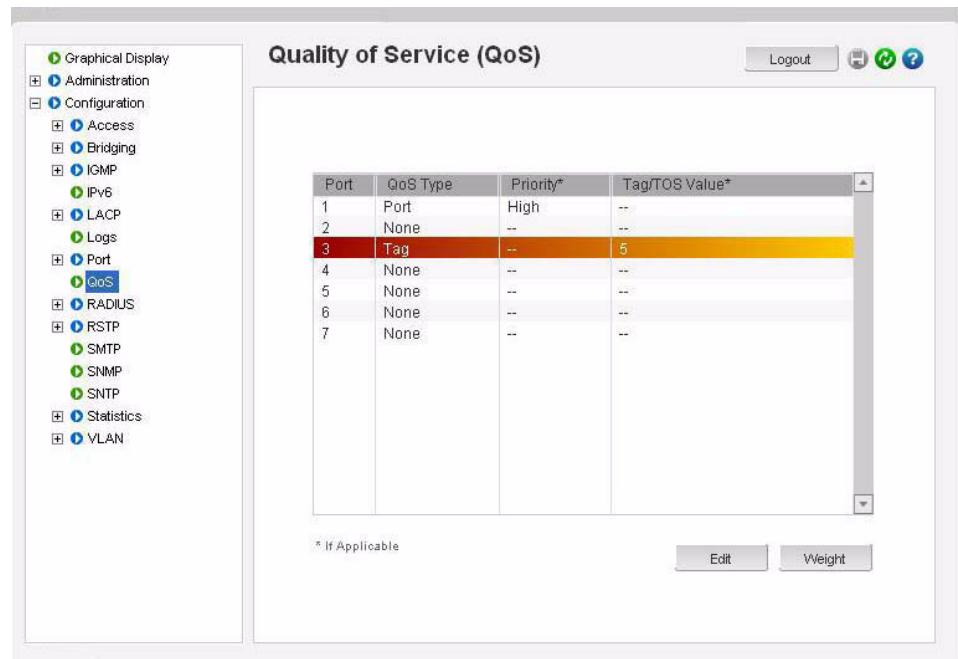 Quality of Service (QoS)
Logout
Graphical Display
Administration
Configuration
Access
Bridging
IGMP
IPv6
LACP
Logs
Port
QoS
RADIUS
RSTP
SMTP
SNMP
SNTP
Statistics
VLAN
Port QoS Type Priority* Tag/TOS Value*
1 Port High --
2 None -- --
3 Tag -- 5
4 None -- --
5 None -- --
6 None -- --
7 None -- --
* If Applicable
Edit Weight